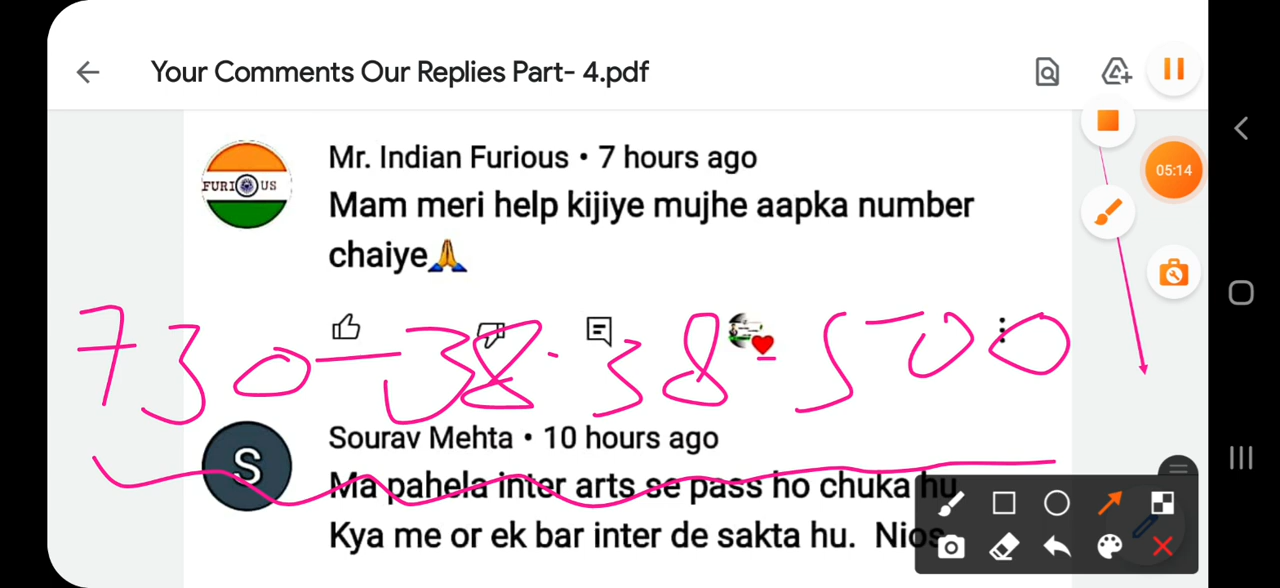 Your Comments Our Replies Part- 4.pdf
05:14
FURIOUS
Mr. Indian Furious • 7 hours ago
Mam meri help kijiye mujhe aapka number
chaiye🙏
730-38.38-500
S
Sourav Mehta • 10 hours ago
Ma pahela inter arts se pass ho chuka hu
Kya me or ek bar inter de sakta hu. Nios